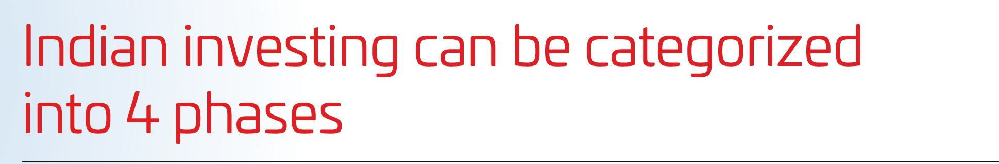 Indian investing can be categorized
into 4 phases